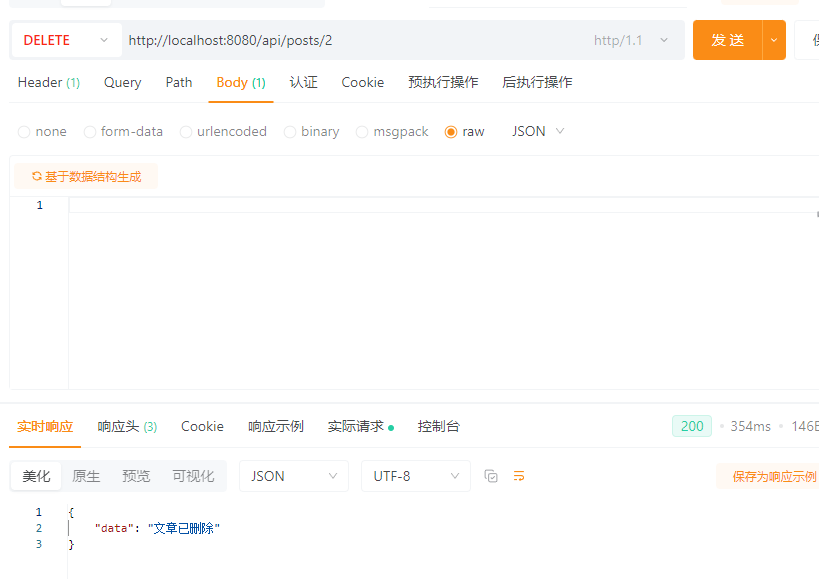 DELETE http://localhost:8080/api/posts/2 http/1.1 发 送
Header (1) Query Path Body (1) 认证 Cookie 预执行操作 后执行操作
none form-data urlencoded binary msgpack raw JSON
基于数据结构生成
1
实时响应 响应头 (3) Cookie 响应示例 实际请求 控制台 200 354ms 146B
美化 原生 预览 可视化 JSON UTF-8 保存为响应示例
1 {
2 "data": "文章已删除"
3 }